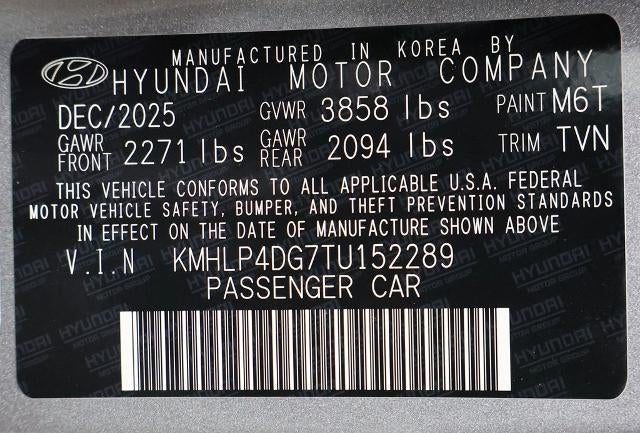 MANUFACTURED IN KOREA BY
HYUNDAI MOTOR COMPANY
DEC/2025 GVWR 3858 lbs PAINT M6T
GAWR FRONT 2271 lbs GAWR REAR 2094 lbs TRIM TVN
THIS VEHICLE CONFORMS TO ALL APPLICABLE U.S.A. FEDERAL
MOTOR VEHICLE SAFETY, BUMPER, AND THEFT PREVENTION STANDARDS
IN EFFECT ON THE DATE OF MANUFACTURE SHOWN ABOVE
V.I.N KMHLP4DG7TU152289
PASSENGER CAR